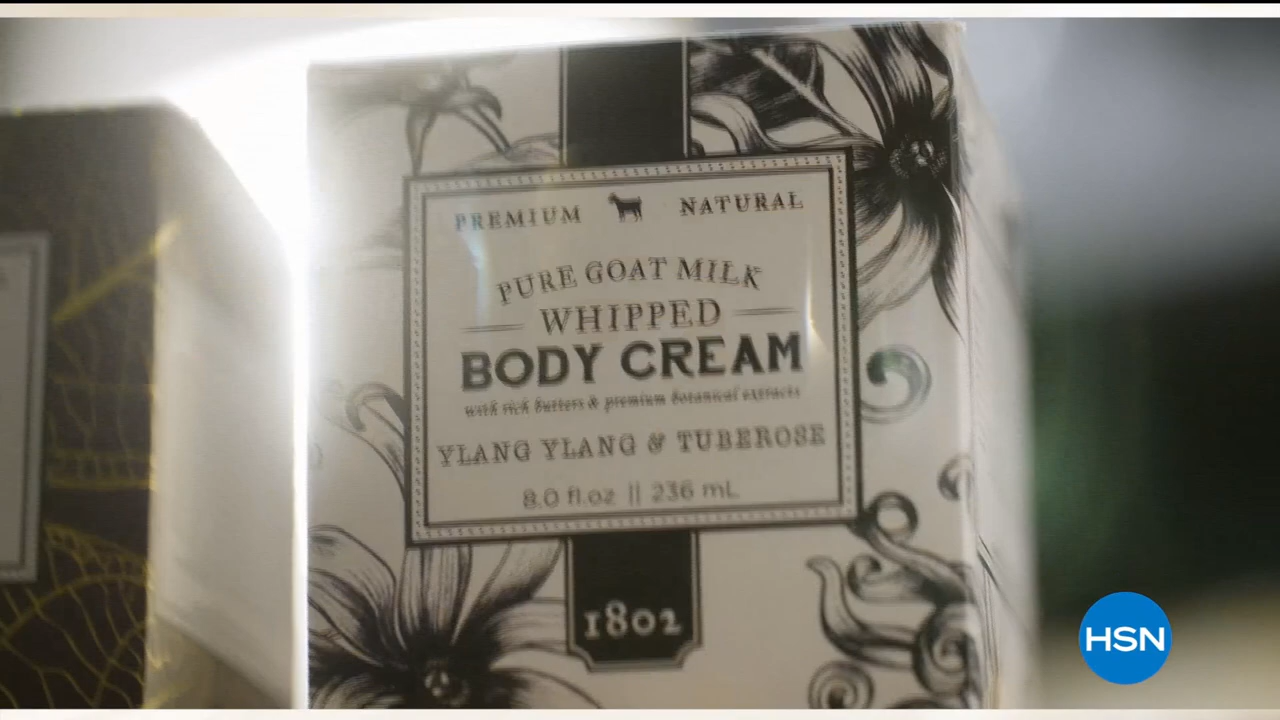 PREMIUM NATURAL
PURE GOAT MILK
WHIPPED
BODY CREAM
with rich butters & premium botanical extracts
YLANG YLANG & TUBEROSE
8.0 fl.oz || 236 mL
1802
HSN